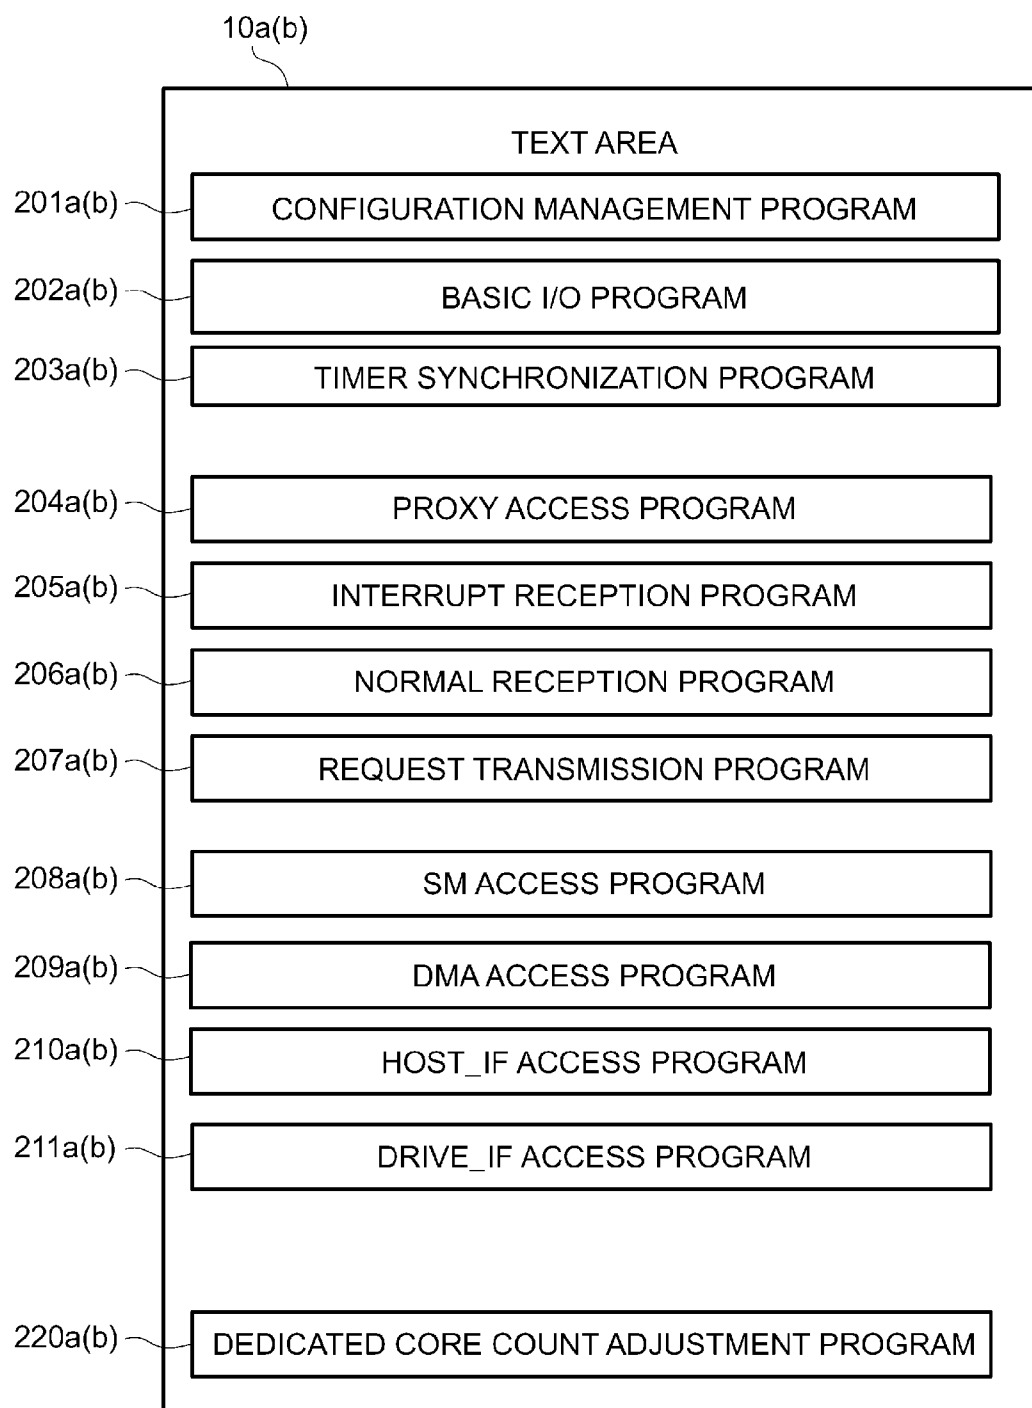 10a(b)
TEXT AREA
201a(b) CONFIGURATION MANAGEMENT PROGRAM
202a(b) BASIC I/O PROGRAM
203a(b) TIMER SYNCHRONIZATION PROGRAM
204a(b) PROXY ACCESS PROGRAM
205a(b) INTERRUPT RECEPTION PROGRAM
206a(b) NORMAL RECEPTION PROGRAM
207a(b) REQUEST TRANSMISSION PROGRAM
208a(b) SM ACCESS PROGRAM
209a(b) DMA ACCESS PROGRAM
210a(b) HOST_IF ACCESS PROGRAM
211a(b) DRIVE_IF ACCESS PROGRAM
220a(b) DEDICATED CORE COUNT ADJUSTMENT PROGRAM